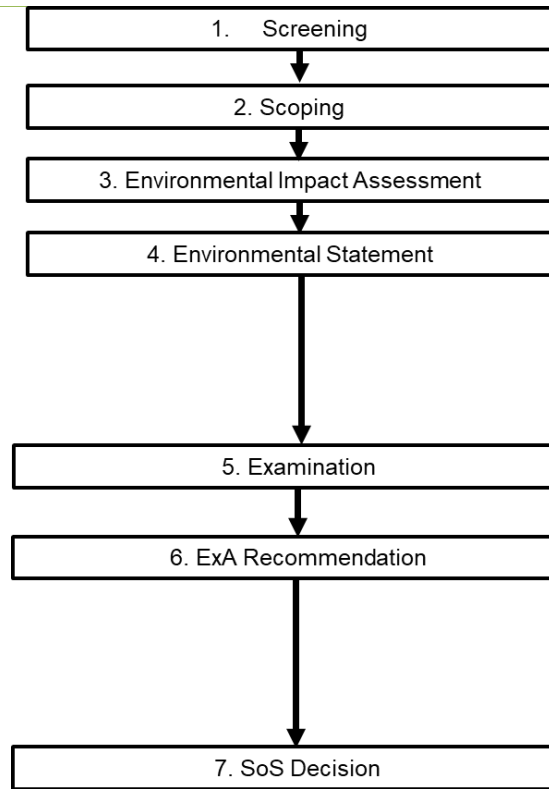 1. Screening
2. Scoping
3. Environmental Impact Assessment
4. Environmental Statement
5. Examination
6. ExA Recommendation
7. SoS Decision